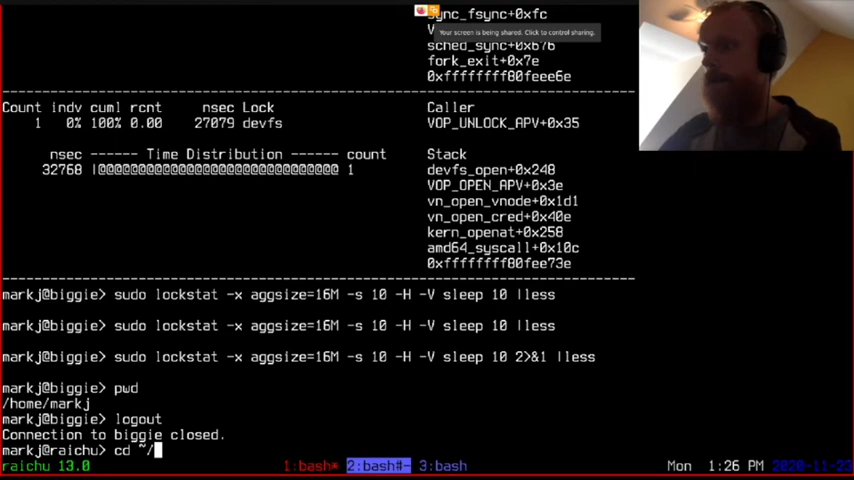 sync_fsync+0xfc
V
Your screen is being shared. Click to control sharing.
sched_sync+0x676
fork_exit+0x7e
0xffffffff80feee6e
Count indv cuml rcnt     nsec Lock                    Caller
1   0% 100% 0.00    27079 devfs                   VOP_UNLOCK_APV+0x35
nsec ------ Time Distribution ------ count     Stack
32768 |@@@@@@@@@@@@@@@@@@@@@@@@@@@@@@ 1         devfs_open+0x248
VOP_OPEN_APV+0x3e
vn_open_vnode+0x1d1
vn_open_cred+0x40e
kern_openat+0x258
amd64_syscall+0x10c
0xffffffff80fee73e
markj@biggie> sudo lockstat -x aggsize=16M -s 10 -H -V sleep 10 |less
markj@biggie> sudo lockstat -x aggsize=16M -s 10 -H -V sleep 10 |less
markj@biggie> sudo lockstat -x aggsize=16M -s 10 -H -V sleep 10 2>&1 |less
markj@biggie> pwd
/home/markj
markj@biggie> logout
Connection to biggie closed.
markj@raichu> cd ~/
raichu 13.0 1:bash* 2:bash#- 3:bash Mon 1:26 PM 2020-11-23